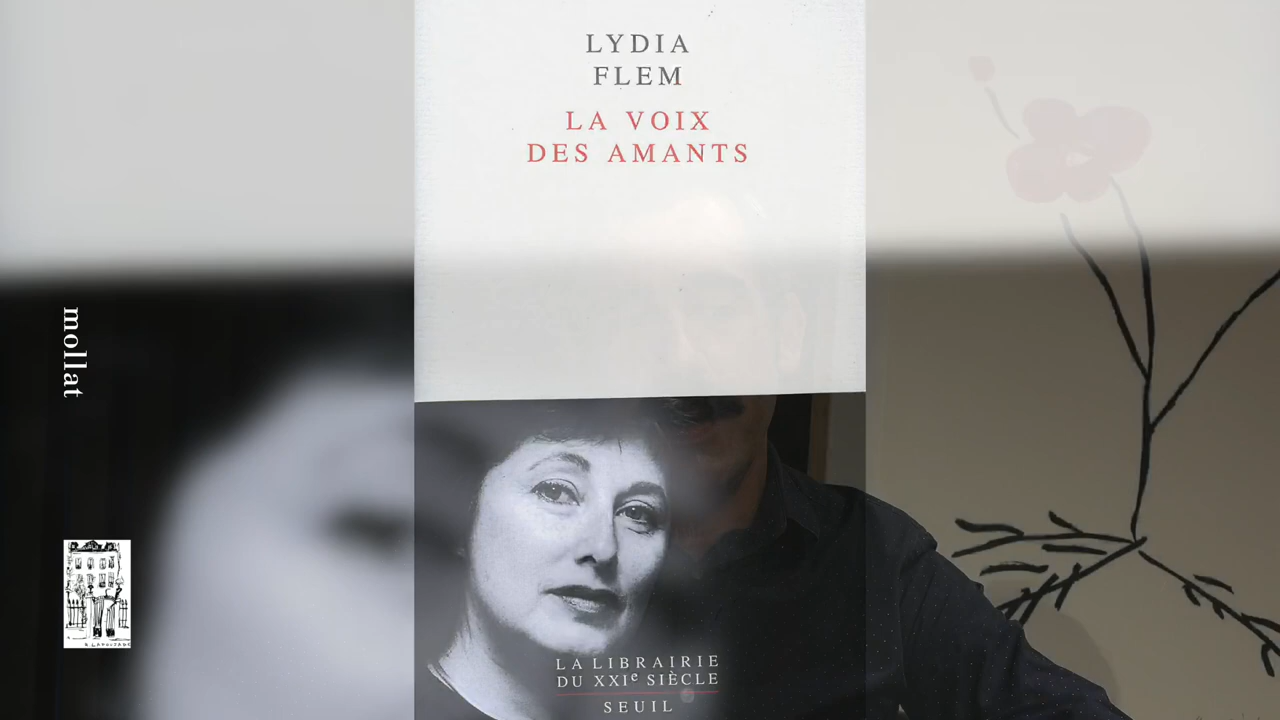 LYDIA
FLEM
LA VOIX
DES AMANTS
mollat
LA LIBRAIRIE
DU XXIe SIÈCLE
SEUIL